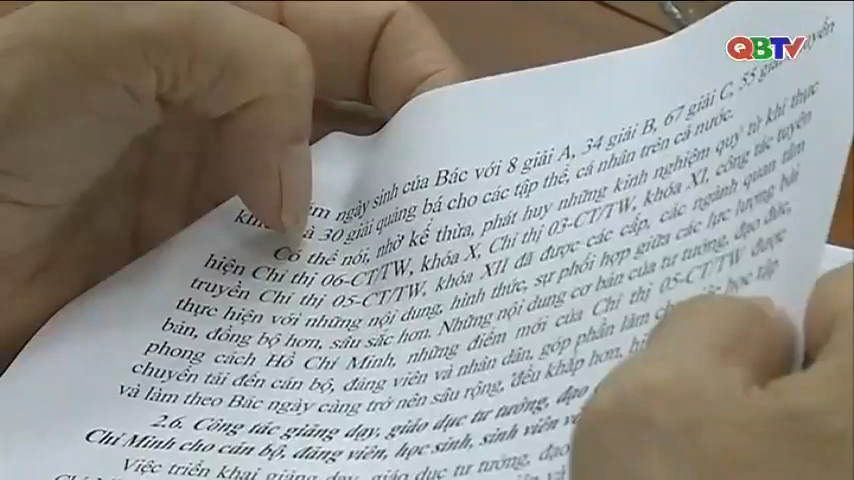 QBTV
ngày sinh của Bác với 8 giải A, 34 giải B, 67 giải C, 55 giải
và 30 giải quảng bá cho các tập thể, cá nhân trên cả nước.
Có thể nói, nhờ kế thừa, phát huy những kinh nghiệm quý từ khi thực
hiện Chỉ thị 06-CT/TW, khóa X, Chỉ thị 03-CT/TW, khóa XI, công tác tuyên
truyền Chỉ thị 05-CT/TW, khóa XII đã được các cấp, các ngành quan tâm
thực hiện với những nội dung, hình thức, sự phối hợp giữa các lực lượng bài
bản, đồng bộ hơn, sâu sắc hơn. Những nội dung cơ bản của tư tưởng, đạo đức,
phong cách Hồ Chí Minh, những điểm mới của Chỉ thị 05-CT/TW được
chuyển tải đến cán bộ, đảng viên và nhân dân, góp phần làm học tập
và làm theo Bác ngày càng trở nên sâu rộng, đều khắp hơn,
2.6. Công tác giảng dạy, giáo dục tư tưởng, đạo
Chí Minh cho cán bộ, đảng viên, học sinh, sinh viên
Việc triển khai giảng dạy, giáo dục tư tưởng, đạo